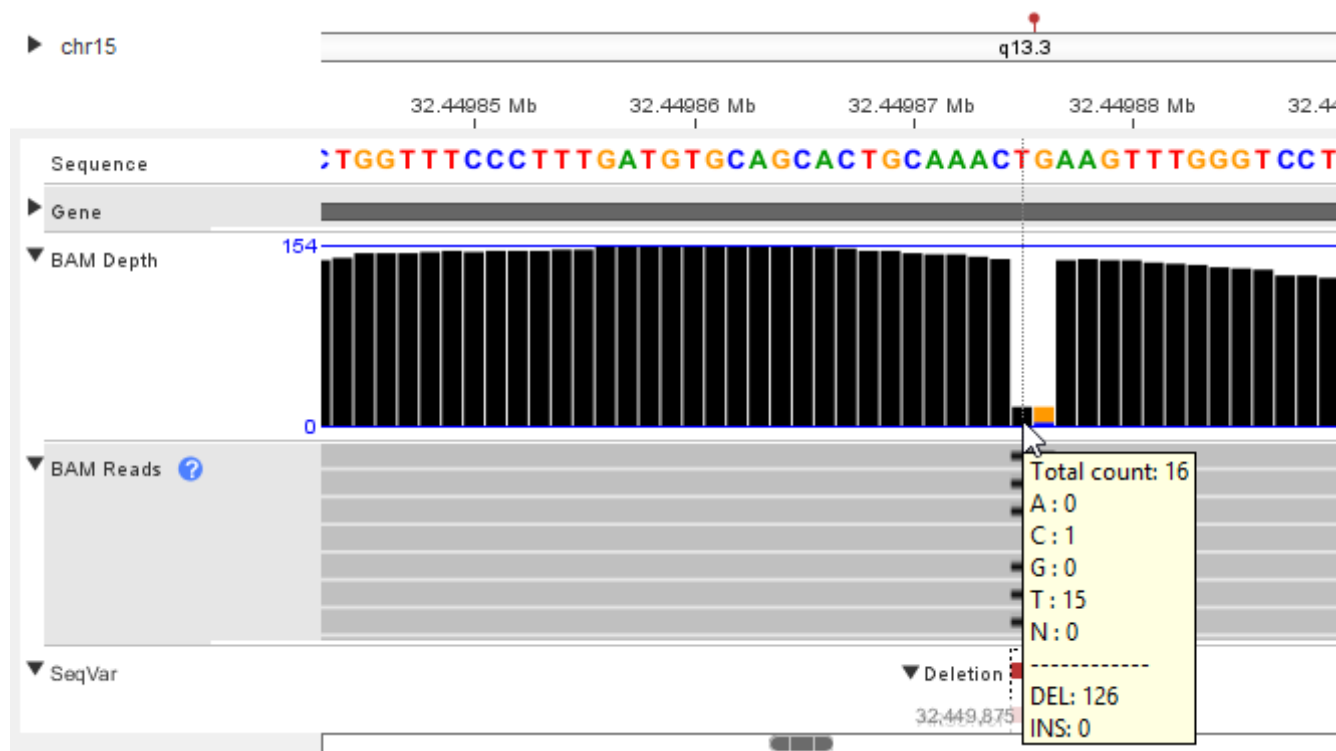 chr15
q13.3
32.44985 Mb 32.44986 Mb 32.44987 Mb 32.44988 Mb 32.44
Sequence CTGGTTTCCCTTTGATGTGCAGCACTGCAAACTGAAGTTTGGGTCCT
Gene
154
BAM Depth
0
BAM Reads ?
Total count: 16
A : 0
C : 1
G : 0
T : 15
N : 0
------------
DEL: 126
INS: 0
SeqVar
Deletion
32,449,875